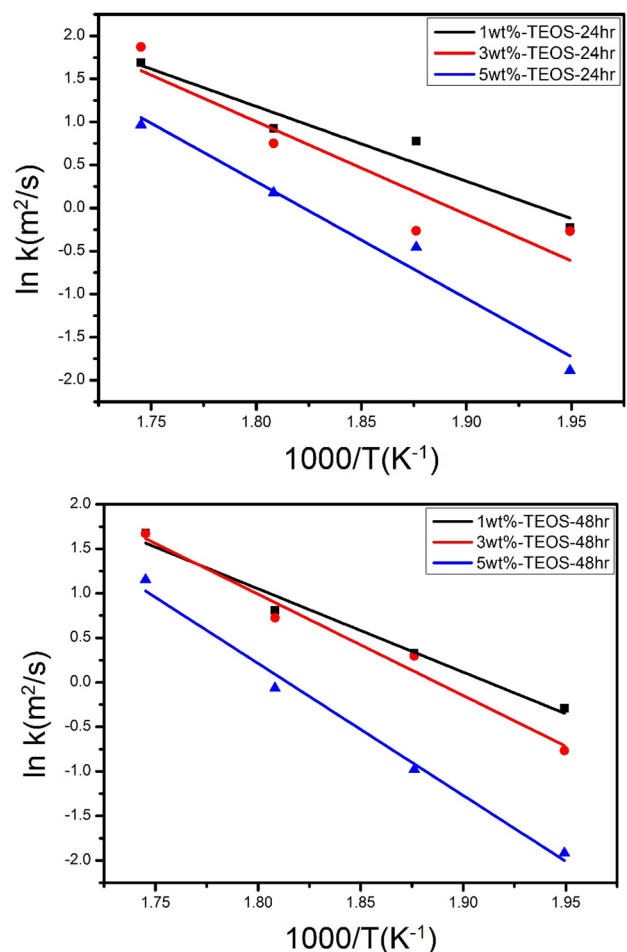 1wt%-TEOS-24hr
3wt%-TEOS-24hr
5wt%-TEOS-24hr
2.0
1.5
1.0
0.5
0.0
-0.5
-1.0
-1.5
-2.0
ln k(m²/s)
1.75 1.80 1.85 1.90 1.95
1000/T(K⁻¹)
1wt%-TEOS-48hr
3wt%-TEOS-48hr
5wt%-TEOS-48hr
2.0
1.5
1.0
0.5
0.0
-0.5
-1.0
-1.5
-2.0
ln k(m²/s)
1.75 1.80 1.85 1.90 1.95
1000/T(K⁻¹)